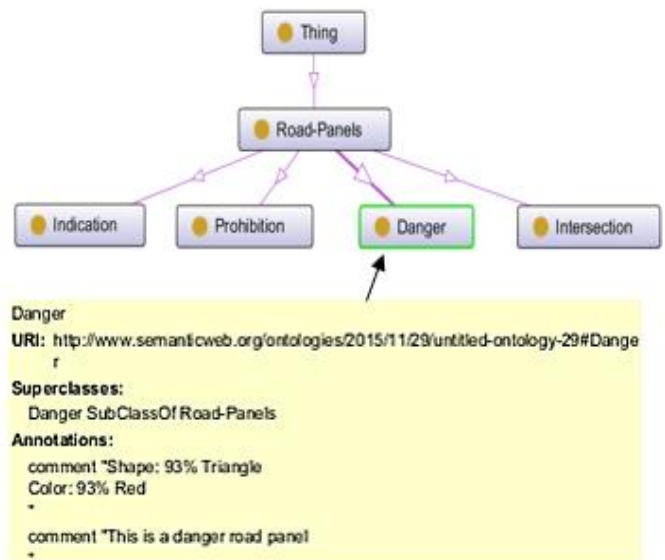 Thing
Road-Panels
Indication
Prohibition
Danger
Intersection
Danger
URI: http://www.semanticweb.org/ontologies/2015/11/29/untitled-ontology-29#Dange
r
Superclasses:
Danger SubClassOf Road-Panels
Annotations:
comment "Shape: 93% Triangle
Color: 93% Red
"
comment "This is a danger road panel
"